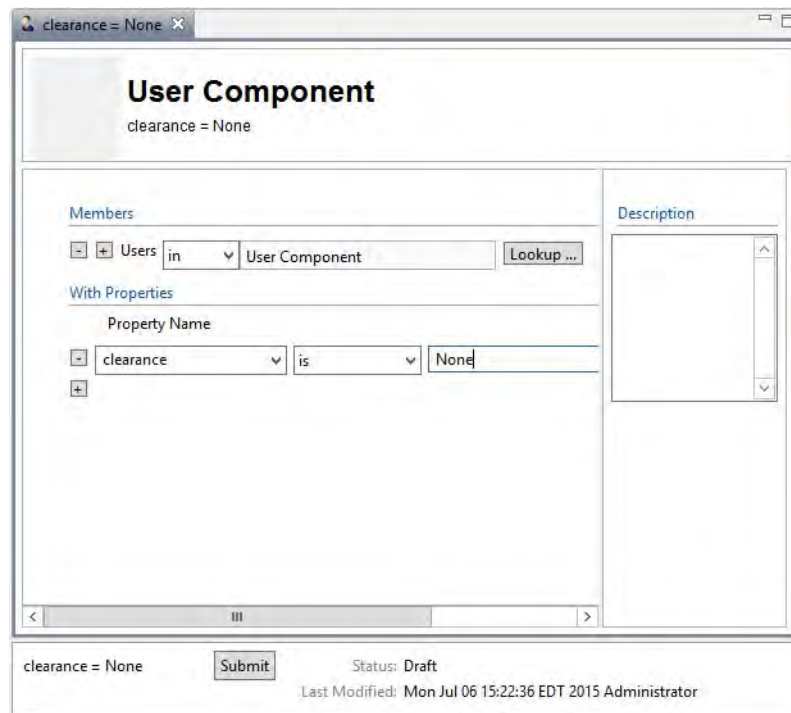 clearance = None
User Component
clearance = None
Members
- + Users in User Component Lookup ...
With Properties
Property Name
- clearance is None
+
Description
clearance = None Submit Status: Draft
Last Modified: Mon Jul 06 15:22:36 EDT 2015 Administrator